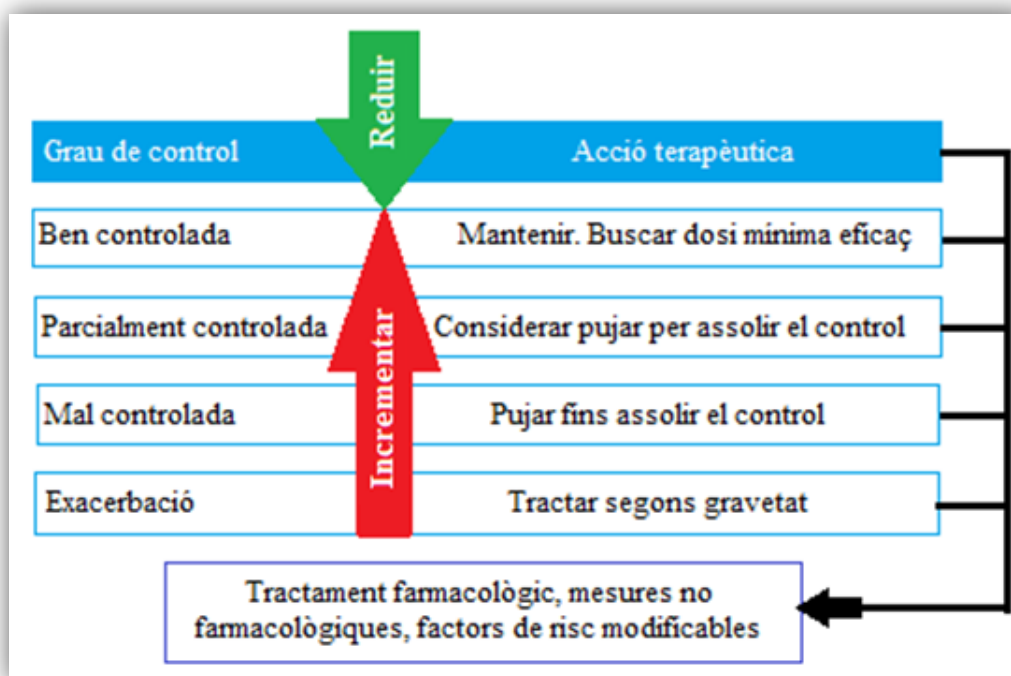 Reduir
Grau de control
Acció terapèutica
Ben controlada
Mantenir. Buscar dosi minima eficaç
Parcialment controlada
Considerar pujar per assolir el control
Mal controlada
Pujar fins assolir el control
Exacerbació
Tractar segons gravetat
Incrementar
Tractament farmacològic, mesures no
farmacològiques, factors de risc modificables